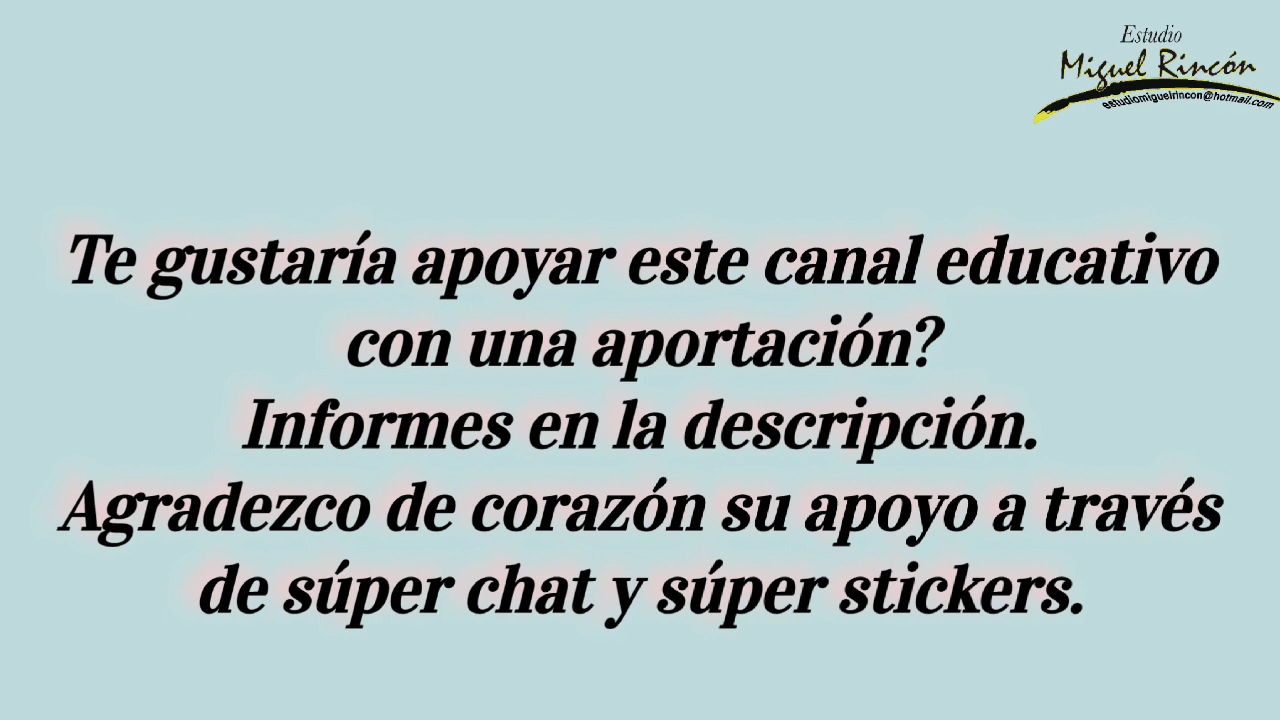 Estudio
Miguel Rincón
estudiomiguelrincon@hotmail.com
Te gustaría apoyar este canal educativo
con una aportación?
Informes en la descripción.
Agradezco de corazón su apoyo a través
de súper chat y súper stickers.